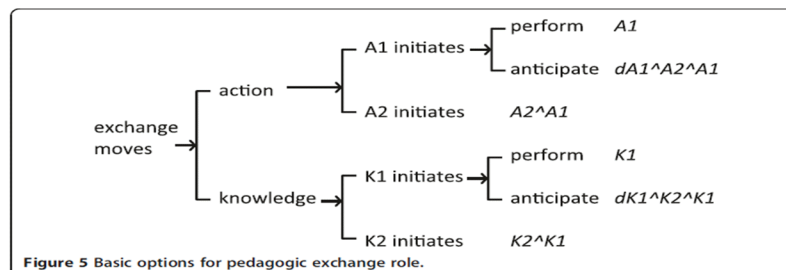 perform A1
A1 initiates
anticipate dA1^A2^A1
action
A2 initiates A2^A1
exchange
moves
perform K1
K1 initiates
knowledge
anticipate dK1^K2^K1
K2 initiates K2^K1
Figure 5 Basic options for pedagogic exchange role.